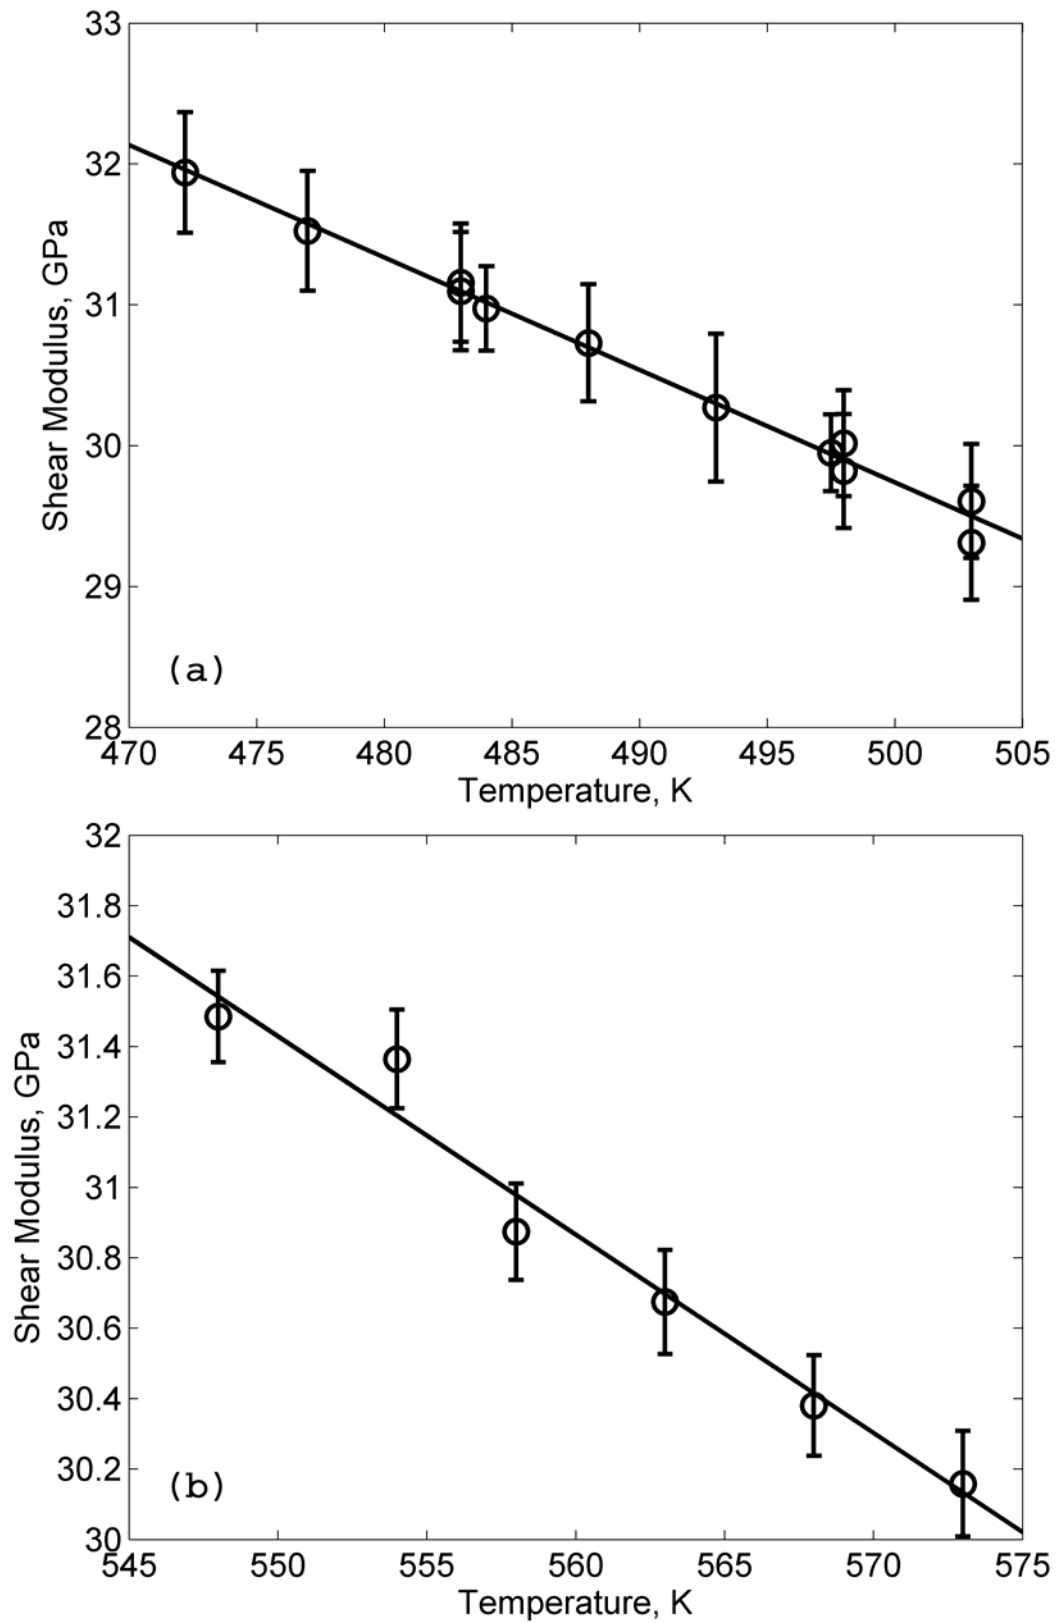 33
32
31
30
29
28
Shear Modulus, GPa
(a)
470 475 480 485 490 495 500 505
Temperature, K
32
31.8
31.6
31.4
31.2
31
30.8
30.6
30.4
30.2
30
Shear Modulus, GPa
(b)
545 550 555 560 565 570 575
Temperature, K